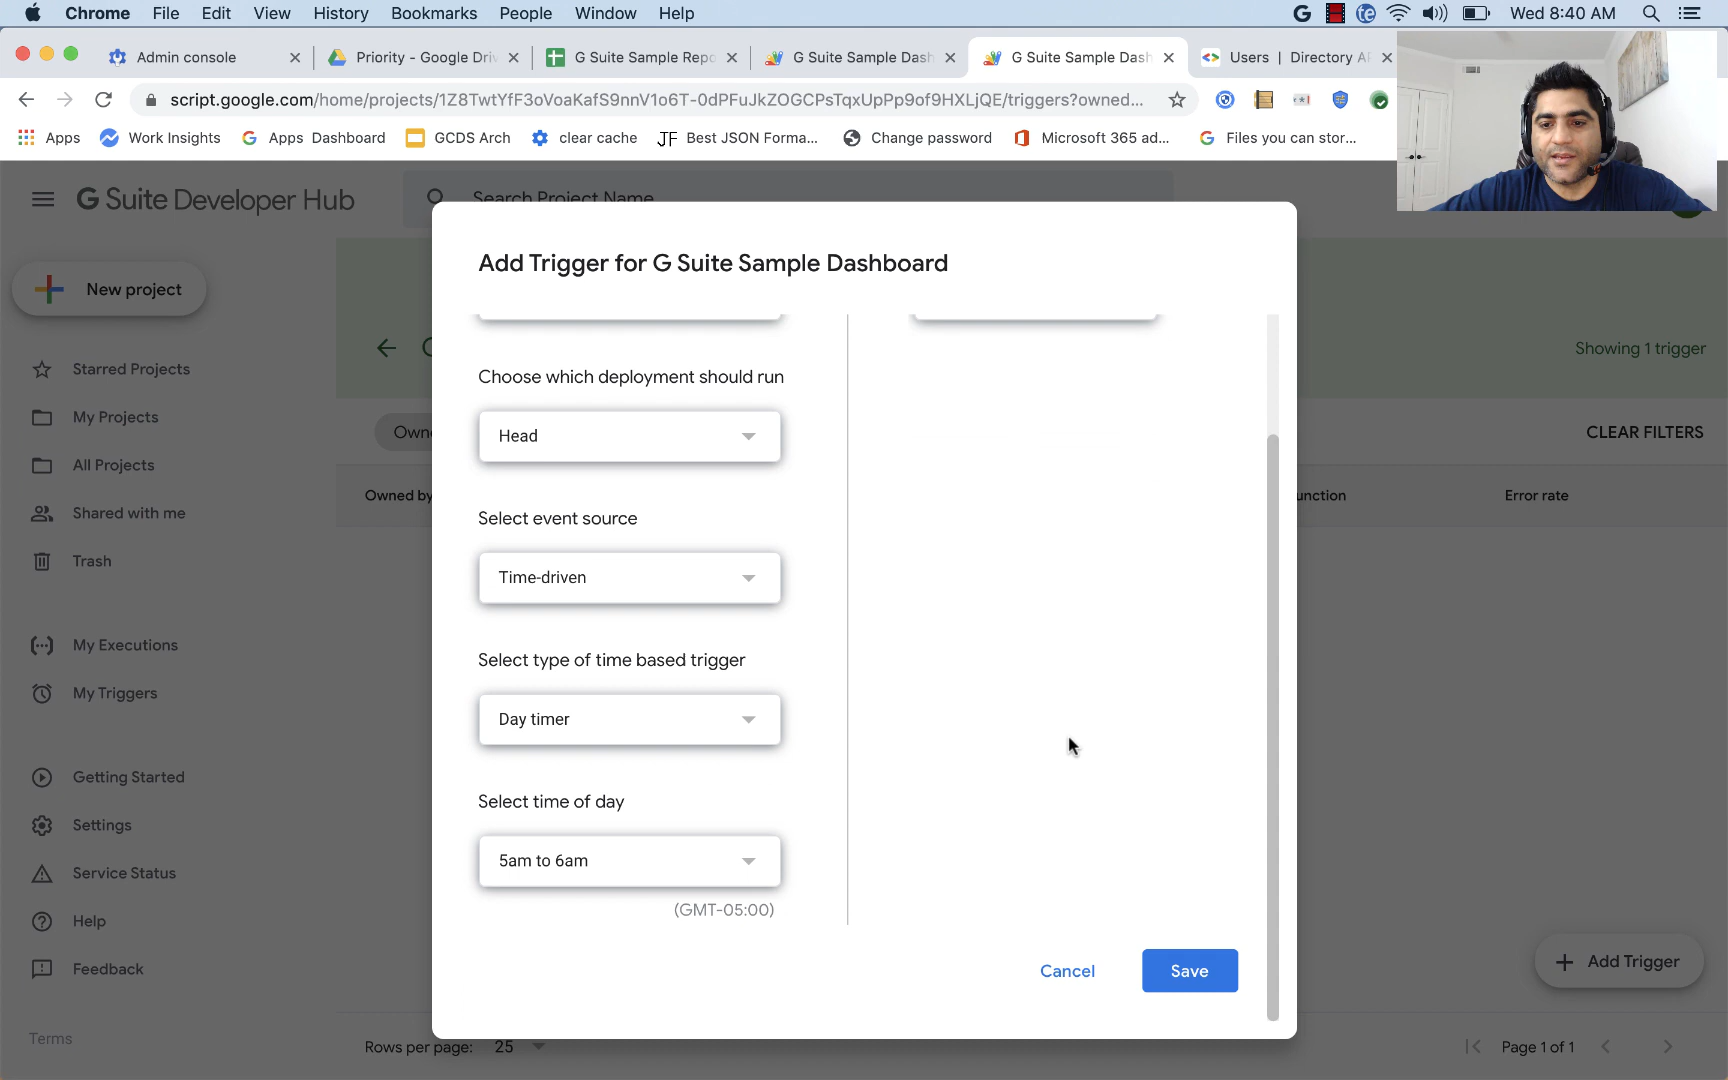 Chrome File Edit View History Bookmarks People Window Help G te Wed 8:40 AM
Admin console Priority - Google Driv G Suite Sample Repo G Suite Sample Dash G Suite Sample Dash Users | Directory AP
script.google.com/home/projects/1Z8TwtYfF3oVoaKafS9nnV1o6T-0dPFuJkZOGCPsTqxUpPp9of9HXLjQE/triggers?owned...
Apps Work Insights Apps Dashboard GCDS Arch clear cache JF Best JSON Forma... Change password Microsoft 365 ad... Files you can stor...
G Suite Developer Hub Search Project Name
Add Trigger for G Suite Sample Dashboard
New project
Showing 1 trigger
Starred Projects
Choose which deployment should run
My Projects
Head
Owne
CLEAR FILTERS
All Projects
Owned by
unction
Error rate
Shared with me
Select event source
Trash
Time-driven
My Executions
Select type of time based trigger
My Triggers
Day timer
Getting Started
Select time of day
Settings
5am to 6am
Service Status
(GMT-05:00)
Help
Cancel Save
Add Trigger
Feedback
Terms
Rows per page: 25
Page 1 of 1